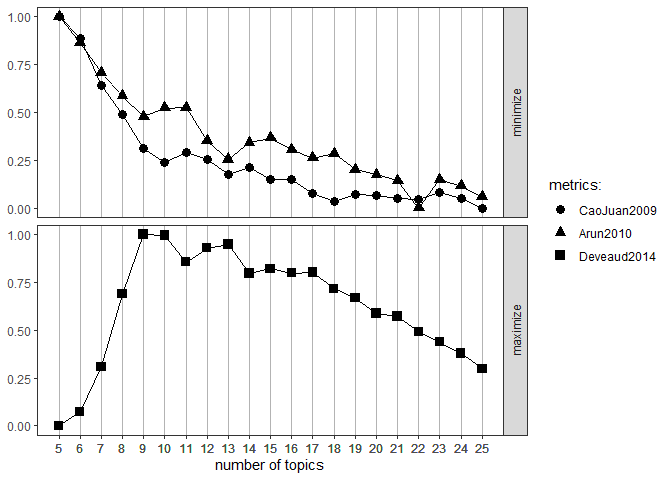 1.00
0.75
0.50
0.25
0.00
minimize
1.00
0.75
0.50
0.25
0.00
maximize
5 6 7 8 9 10 11 12 13 14 15 16 17 18 19 20 21 22 23 24 25
number of topics
metrics:
CaoJuan2009
Arun2010
Deveaud2014